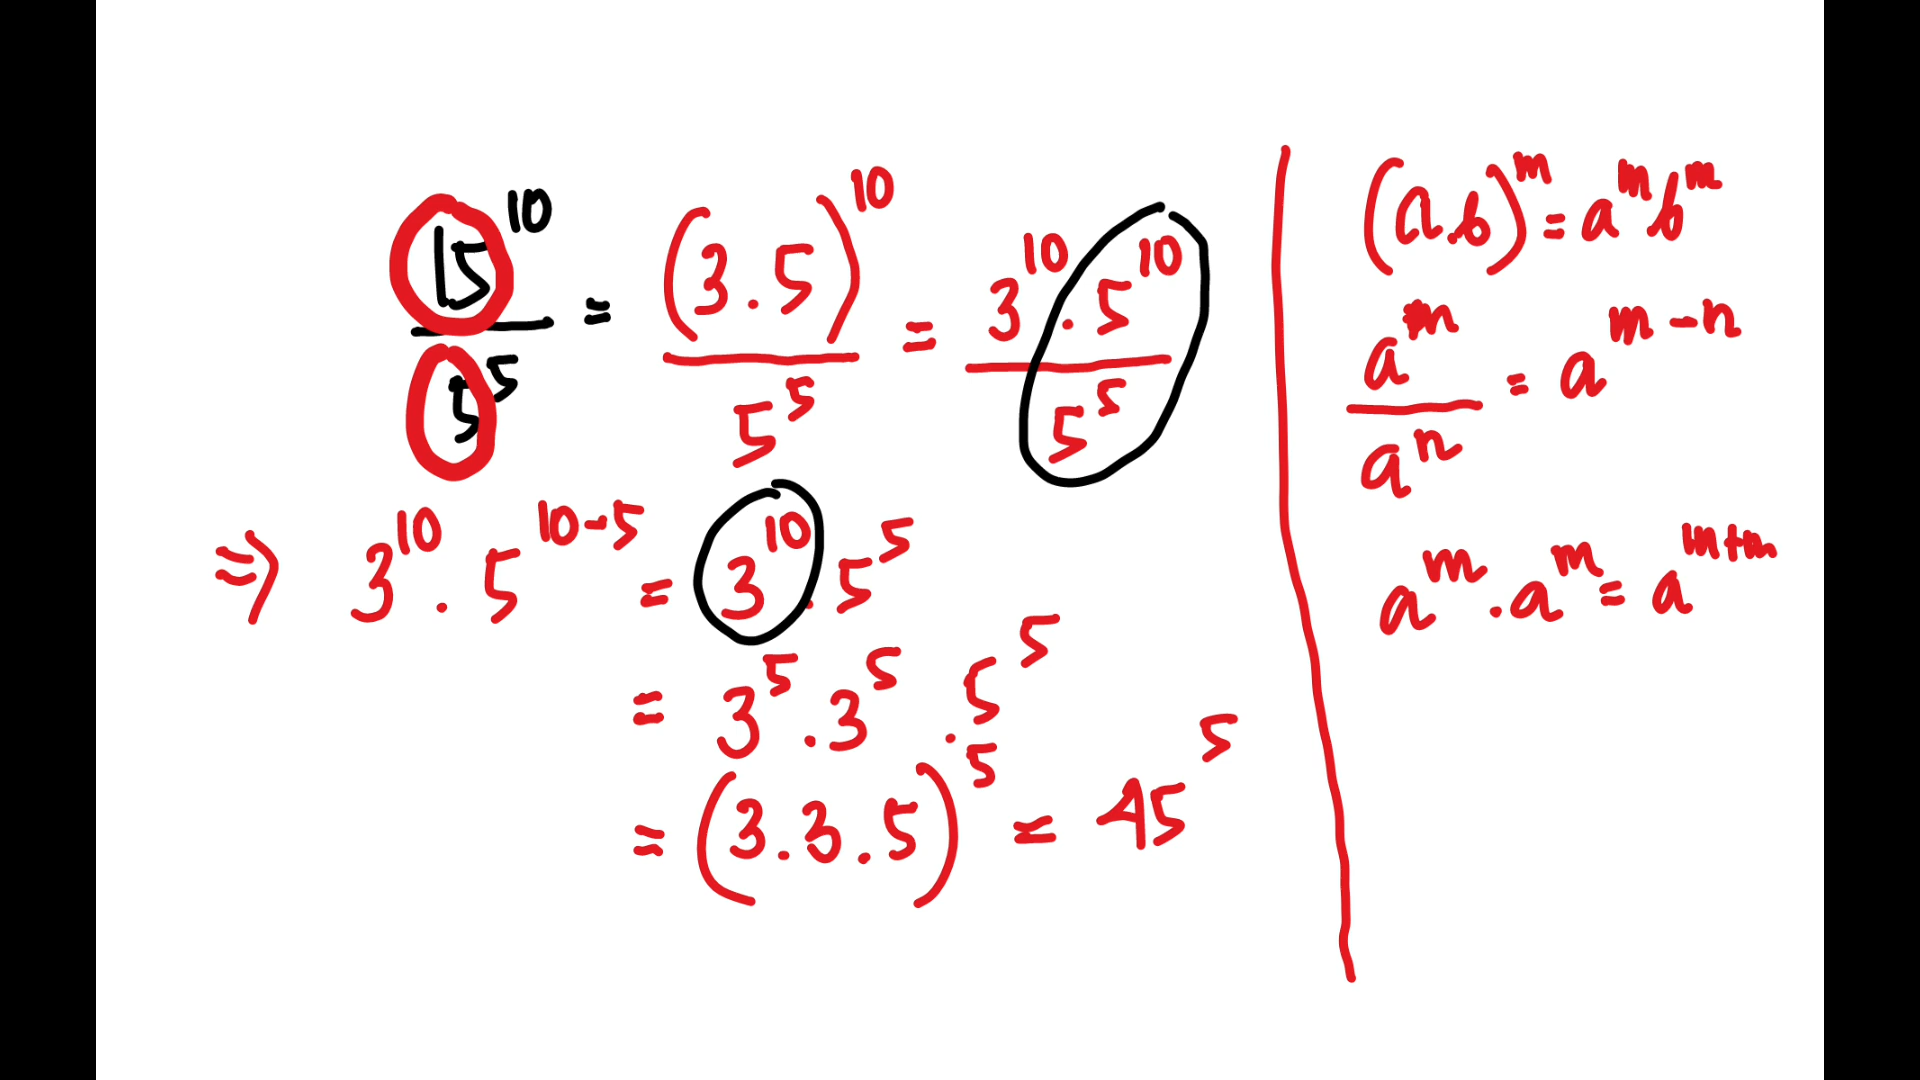 15^10 / 5^5 = (3.5)^10 / 5^5 = 3^10 . 5^10 / 5^5
⇒ 3^10 . 5^(10-5) = 3^10 . 5^5
= 3^5 . 3^5 . 5^5
= (3.3.5)^5 = 45^5
(a.b)^m = a^m b^m
a^m / a^n = a^(m-n)
a^m . a^m = a^(m+m)